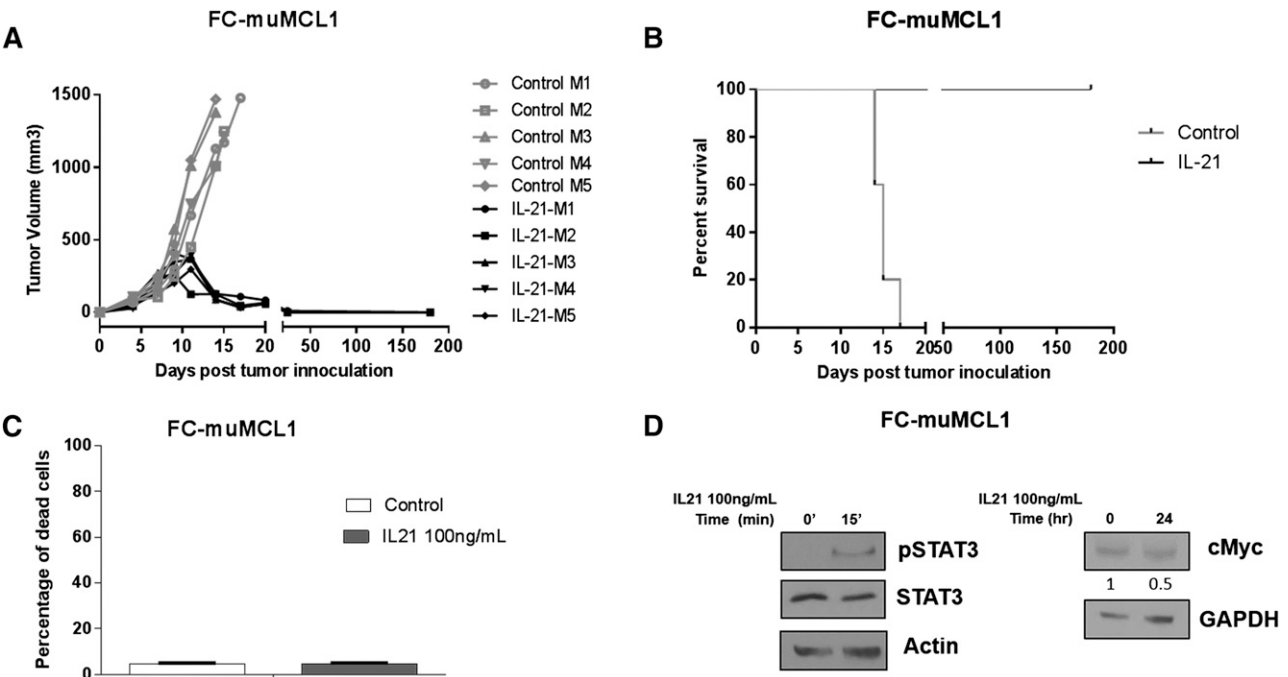 FC-muMCL1
A
1500
1000
500
0
Tumor Volume (mm3)
0 5 10 15 20 50 100 150 200
Days post tumor innoculation
Control M1
Control M2
Control M3
Control M4
Control M5
IL-21-M1
IL-21-M2
IL-21-M3
IL-21-M4
IL-21-M5
FC-muMCL1
B
100
80
60
40
20
0
Percent survival
0 5 10 15 20 50 100 150 200
Days post tumor inoculation
Control
IL-21
C
FC-muMCL1
100
80
60
40
20
0
Percentage of dead cells
Control
IL21 100ng/mL
D
FC-muMCL1
IL21 100ng/mL
Time (min) 0' 15'
pSTAT3
STAT3
Actin
IL21 100ng/mL
Time (hr) 0 24
cMyc
1 0.5
GAPDH